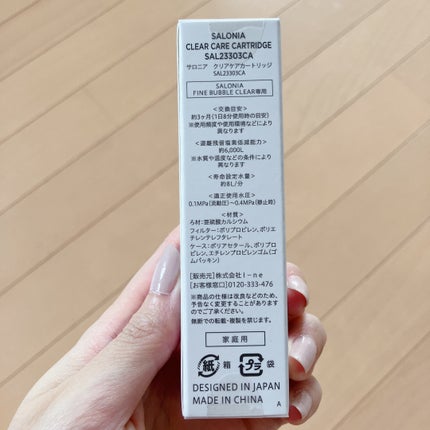 SALONIA
CLEAR CARE CARTRIDGE
SAL23303CA
サロニア クリアケアカートリッジ
SAL23303CA
SALONIA
FINE BUBBLE CLEAR専用
<交換目安>
約3ヶ月(1日8分使用時の目安)
※使用頻度や使用環境などにより
異なります
<遊離残留塩素低減能力>
約6,000L
※水質や温度などの条件により
異なります
<寿命設定水量>
約8L/分
<適正使用水圧>
0.1MPa(流動圧)〜0.4MPa(静止時)
<材質>
ろ材:亜硫酸カルシウム
フィルター:ポリプロピレン、ポリエ
チレンテレフタレート
ケース:ポリアセタール、ポリプロ
ピレン、エチレンプロピレンゴム(ゴ
ムパッキン)
[販売元]株式会社 I-ne
[お客様窓口]0120-333-476
※商品の仕様は改良などのため、
予告なく変更することがあります
のでご了承ください。
無断での転載・複製を禁じます。
家庭用
紙 箱 プラ 袋
DESIGNED IN JAPAN
MADE IN CHINA
A